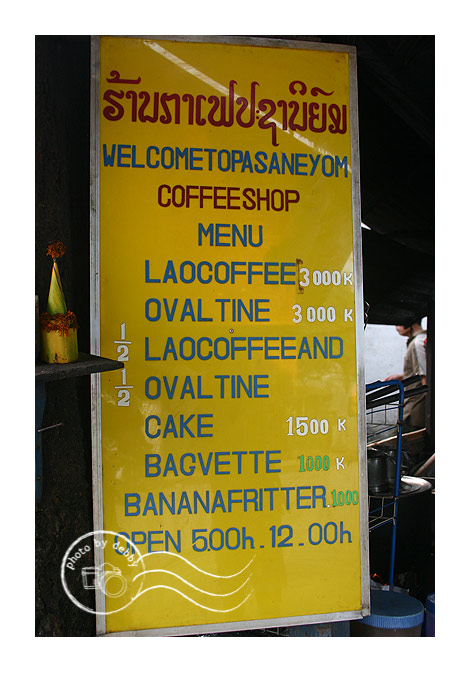 ຮ້ານກາເຟປະຊານິຍົມ
WELCOMETOPASANEYOM
COFFEESHOP
MENU
LAOCOFFEE 3000 K
OVALTINE 3000 K
1/2 LAOCOFFEEAND
1/2 OVALTINE
CAKE 1500 K
BAGVETTE 1000 K
BANANAFRITTER 1000
OPEN 5.00h - 12..00h
photo by debby